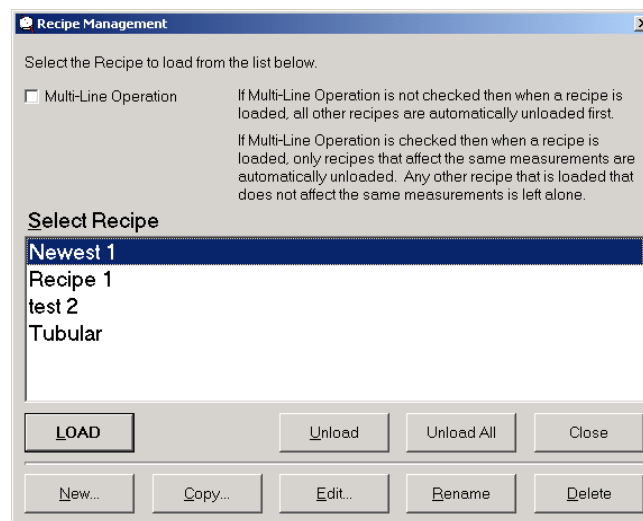 Recipe Management
Select the Recipe to load from the list below.
Multi-Line Operation
If Multi-Line Operation is not checked then when a recipe is
loaded, all other recipes are automatically unloaded first.
If Multi-Line Operation is checked then when a recipe is
loaded, only recipes that affect the same measurements are
automatically unloaded.  Any other recipe that is loaded that
does not affect the same measurements is left alone.
Select Recipe
Newest 1
Recipe 1
test 2
Tubular
LOAD Unload Unload All Close
New... Copy... Edit... Rename Delete